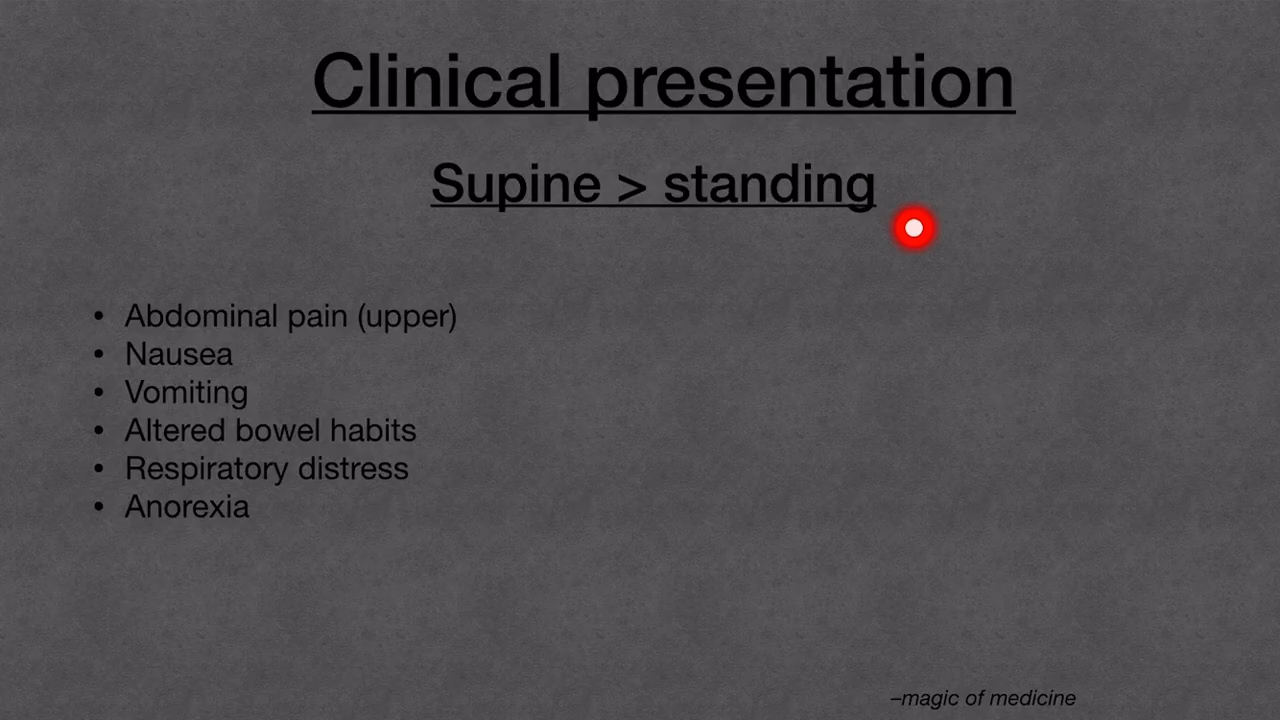 Clinical presentation
Supine > standing
• Abdominal pain (upper)
• Nausea
• Vomiting
• Altered bowel habits
• Respiratory distress
• Anorexia
–magic of medicine